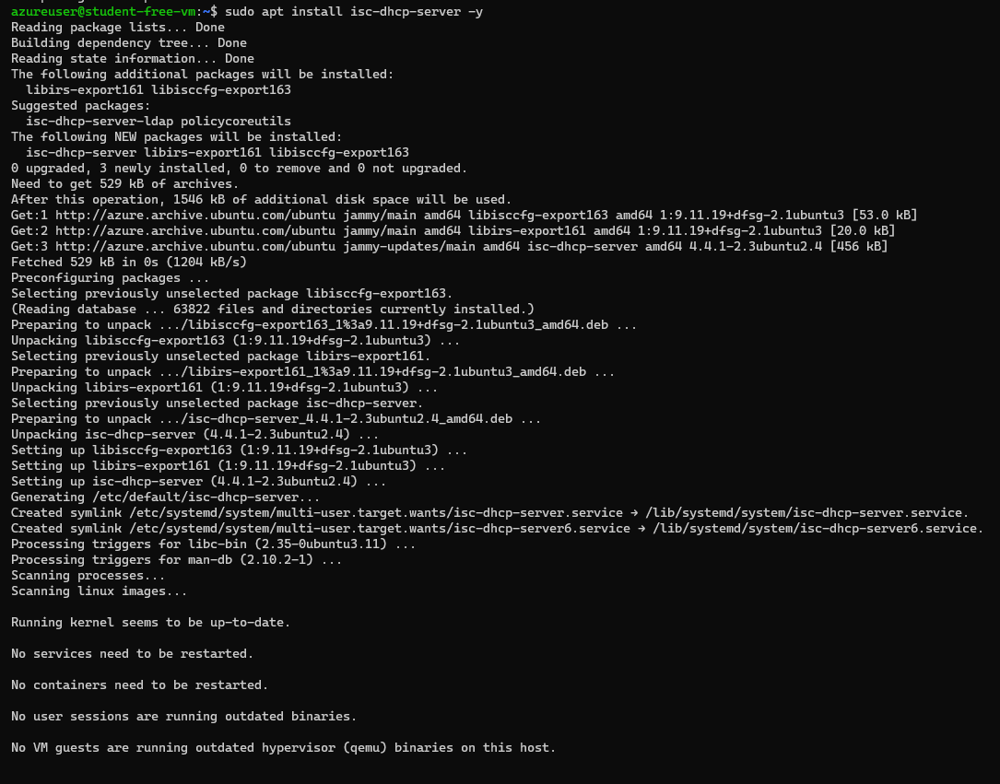 azureuser@student-free-vm:~$ sudo apt install isc-dhcp-server -y
Reading package lists... Done
Building dependency tree... Done
Reading state information... Done
The following additional packages will be installed:
  libirs-export161 libisccfg-export163
Suggested packages:
  isc-dhcp-server-ldap policycoreutils
The following NEW packages will be installed:
  isc-dhcp-server libirs-export161 libisccfg-export163
0 upgraded, 3 newly installed, 0 to remove and 0 not upgraded.
Need to get 529 kB of archives.
After this operation, 1546 kB of additional disk space will be used.
Get:1 http://azure.archive.ubuntu.com/ubuntu jammy/main amd64 libisccfg-export163 amd64 1:9.11.19+dfsg-2.1ubuntu3 [53.0 kB]
Get:2 http://azure.archive.ubuntu.com/ubuntu jammy/main amd64 libirs-export161 amd64 1:9.11.19+dfsg-2.1ubuntu3 [20.0 kB]
Get:3 http://azure.archive.ubuntu.com/ubuntu jammy-updates/main amd64 isc-dhcp-server amd64 4.4.1-2.3ubuntu2.4 [456 kB]
Fetched 529 kB in 0s (1204 kB/s)
Preconfiguring packages ...
Selecting previously unselected package libisccfg-export163.
(Reading database ... 63822 files and directories currently installed.)
Preparing to unpack .../libisccfg-export163_1%3a9.11.19+dfsg-2.1ubuntu3_amd64.deb ...
Unpacking libisccfg-export163 (1:9.11.19+dfsg-2.1ubuntu3) ...
Selecting previously unselected package libirs-export161.
Preparing to unpack .../libirs-export161_1%3a9.11.19+dfsg-2.1ubuntu3_amd64.deb ...
Unpacking libirs-export161 (1:9.11.19+dfsg-2.1ubuntu3) ...
Selecting previously unselected package isc-dhcp-server.
Preparing to unpack .../isc-dhcp-server_4.4.1-2.3ubuntu2.4_amd64.deb ...
Unpacking isc-dhcp-server (4.4.1-2.3ubuntu2.4) ...
Setting up libisccfg-export163 (1:9.11.19+dfsg-2.1ubuntu3) ...
Setting up libirs-export161 (1:9.11.19+dfsg-2.1ubuntu3) ...
Setting up isc-dhcp-server (4.4.1-2.3ubuntu2.4) ...
Generating /etc/default/isc-dhcp-server...
Created symlink /etc/systemd/system/multi-user.target.wants/isc-dhcp-server.service → /lib/systemd/system/isc-dhcp-server.service.
Created symlink /etc/systemd/system/multi-user.target.wants/isc-dhcp-server6.service → /lib/systemd/system/isc-dhcp-server6.service.
Processing triggers for libc-bin (2.35-0ubuntu3.11) ...
Processing triggers for man-db (2.10.2-1) ...
Scanning processes...
Scanning linux images...

Running kernel seems to be up-to-date.

No services need to be restarted.

No containers need to be restarted.

No user sessions are running outdated binaries.

No VM guests are running outdated hypervisor (qemu) binaries on this host.